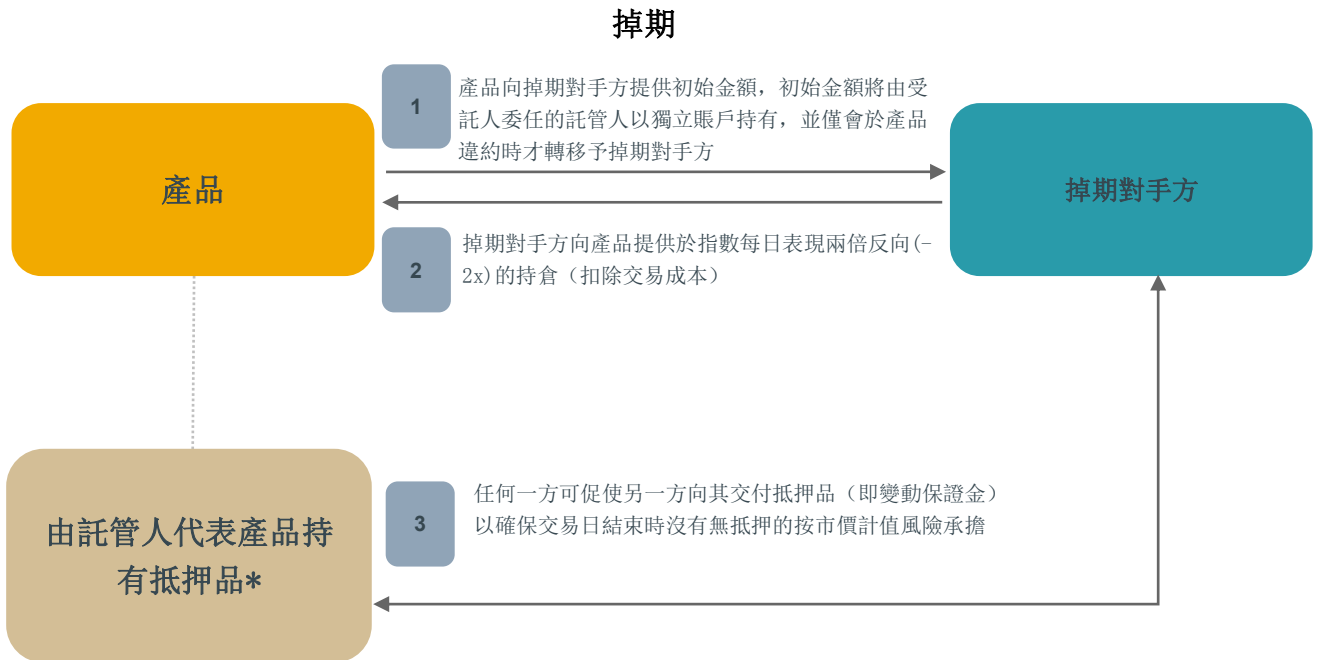 掉期
1
產品向掉期對手方提供初始金額，初始金額將由受
託人委任的託管人以獨立賬戶持有，並僅會於產品
違約時才轉移予掉期對手方
產品
掉期對手方
2
掉期對手方向產品提供於指數每日表現兩倍反向(-
2x)的持倉（扣除交易成本）
由託管人代表產品持
有抵押品*
3
任何一方可促使另一方向其交付抵押品（即變動保證金）
以確保交易日結束時沒有無抵押的按市價計值風險承擔